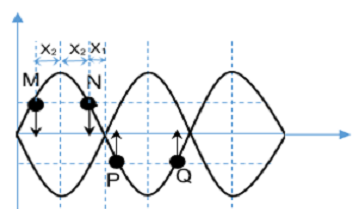 x₂ x₂ x₁
M N
P Q